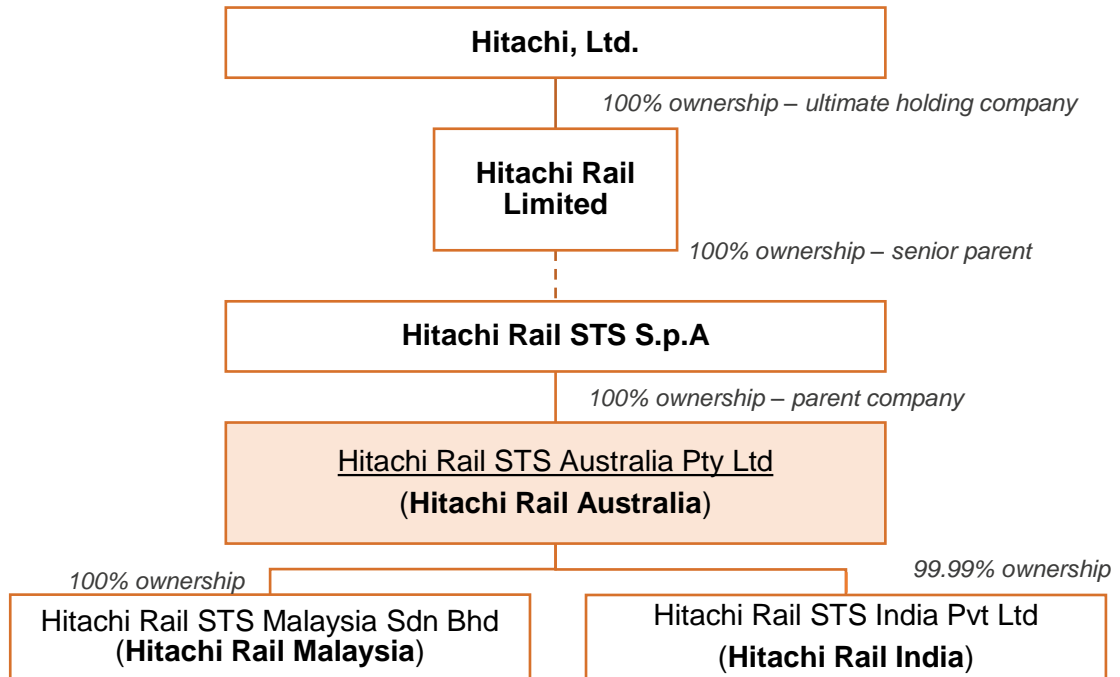 Hitachi, Ltd.
100% ownership – ultimate holding company
Hitachi Rail
Limited
100% ownership – senior parent
Hitachi Rail STS S.p.A
100% ownership – parent company
Hitachi Rail STS Australia Pty Ltd
(Hitachi Rail Australia)
100% ownership
99.99% ownership
Hitachi Rail STS Malaysia Sdn Bhd
(Hitachi Rail Malaysia)
Hitachi Rail STS India Pvt Ltd
(Hitachi Rail India)